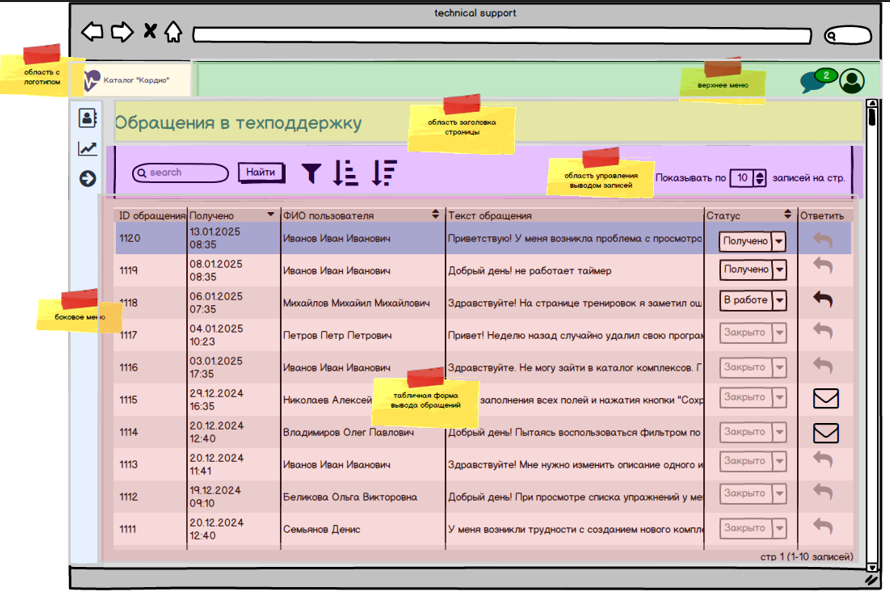 technical support
область с
логотипом
Каталог "Кардио"
верхнее меню
2
Обращения в техподдержку
область заголовка
страницы
search
Найти
область управления
выводом записей
Показывать по 10 записей на стр.
ID обращения Получено ФИО пользователя Текст обращения Статус Ответить
1120 13.01.2025 08:35 Иванов Иван Иванович Приветствую! У меня возникла проблема с просмотро Получено
1119 08.01.2025 08:35 Иванов Иван Иванович Добрый день! не работает таймер Получено
1118 06.01.2025 07:35 Михайлов Михаил Михайлович Здравствуйте! На странице тренировок я заметил ош В работе
боковое меню
1117 04.01.2025 10:23 Петров Петр Петрович Привет! Неделю назад случайно удалил свою програм Закрыто
1116 03.01.2025 17:35 Иванов Иван Иванович Здравствуйте. Не могу зайти в каталог комплексов. П Закрыто
табличная форма
вывода обращений
1115 29.12.2024 16:35 Николаев Алексей заполнения всех полей и нажатия кнопки "Сохр Закрыто
1114 20.12.2024 12:40 Владимиров Олег Павлович Добрый день! Пытаясь воспользоваться фильтром по Закрыто
1113 20.12.2024 11:41 Иванов Иван Иванович Здравствуйте! Мне нужно изменить описание одного и Закрыто
1112 19.12.2024 09:10 Беликова Ольга Викторовна Добрый день! При просмотре списка упражнений у ме Закрыто
1111 20.12.2024 12:40 Семьянов Денис У меня возникли трудности с созданием нового компл Закрыто
стр 1 (1-10 записей)